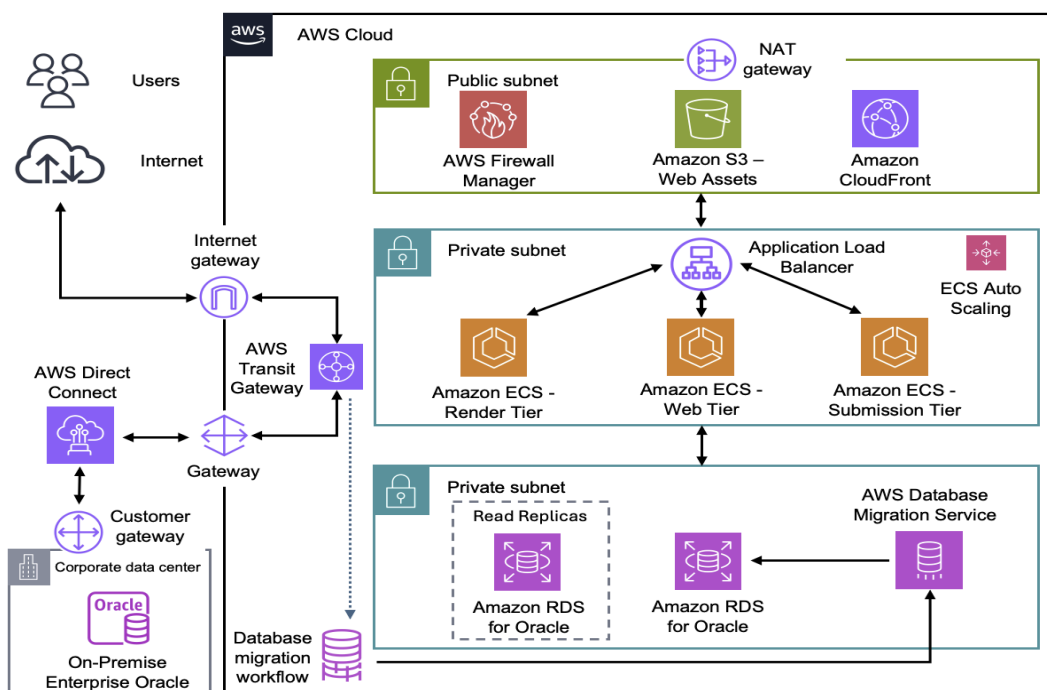 aws
AWS Cloud
Users
Internet
NAT
gateway
Public subnet
AWS Firewall
Manager
Amazon S3 –
Web Assets
Amazon
CloudFront
Internet
gateway
Private subnet
Application Load
Balancer
ECS Auto
Scaling
AWS Direct
Connect
AWS
Transit
Gateway
Amazon ECS -
Render Tier
Amazon ECS -
Web Tier
Amazon ECS -
Submission Tier
Gateway
Private subnet
Read Replicas
AWS Database
Migration Service
Customer
gateway
Corporate data center
Oracle
On-Premise
Enterprise Oracle
Database
migration
workflow
Amazon RDS
for Oracle
Amazon RDS
for Oracle